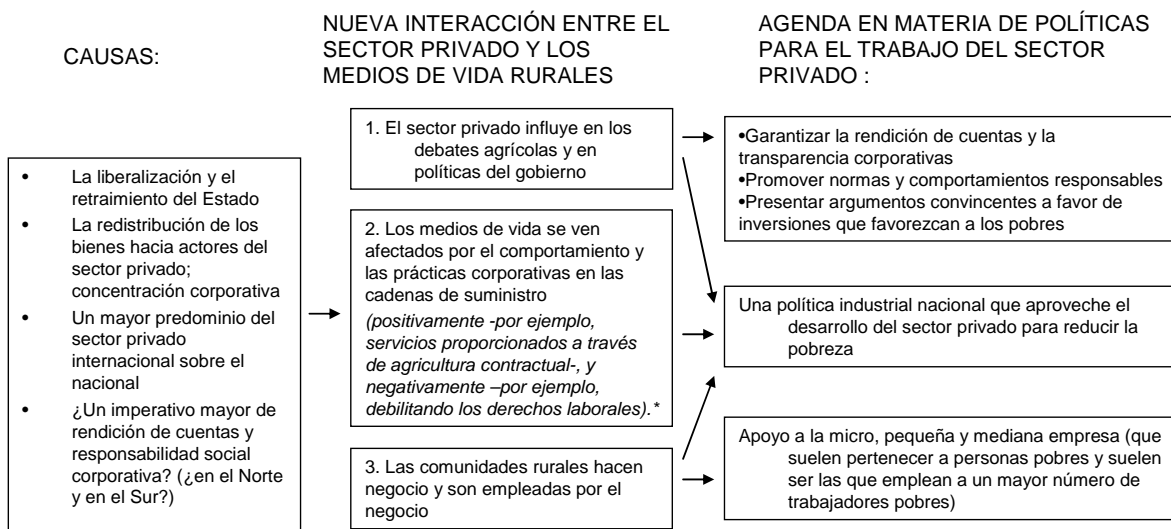 CAUSAS:
NUEVA INTERACCIÓN ENTRE EL
SECTOR PRIVADO Y LOS
MEDIOS DE VIDA RURALES
AGENDA EN MATERIA DE POLÍTICAS
PARA EL TRABAJO DEL SECTOR
PRIVADO :
• La liberalización y el
retraimiento del Estado
• La redistribución de los
bienes hacia actores del
sector privado;
concentración corporativa
• Un mayor predominio del
sector privado
internacional sobre el
nacional
• ¿Un imperativo mayor de
rendición de cuentas y
responsabilidad social
corporativa? (¿en el Norte
y en el Sur?)
1. El sector privado influye en los
debates agrícolas y en
políticas del gobierno
2. Los medios de vida se ven
afectados por el comportamiento y
las prácticas corporativas en las
cadenas de suministro
(positivamente -por ejemplo,
servicios proporcionados a través
de agricultura contractual-, y
negativamente –por ejemplo,
debilitando los derechos laborales).*
3. Las comunidades rurales hacen
negocio y son empleadas por el
negocio
•Garantizar la rendición de cuentas y la
transparencia corporativas
•Promover normas y comportamientos responsables
•Presentar argumentos convincentes a favor de
inversiones que favorezcan a los pobres
Una política industrial nacional que aproveche el
desarrollo del sector privado para reducir la
pobreza
Apoyo a la micro, pequeña y mediana empresa (que
suelen pertenecer a personas pobres y suelen
ser las que emplean a un mayor número de
trabajadores pobres)